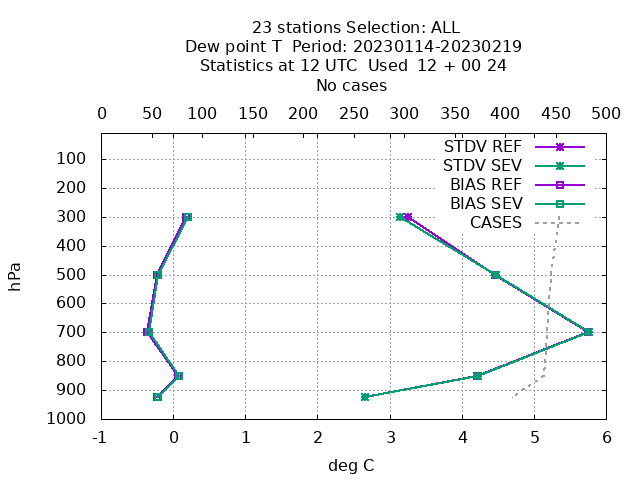 23 stations Selection: ALL
Dew point T  Period: 20230114-20230219
Statistics at 12 UTC  Used  12 + 00 24
No cases
0 50 100 150 200 250 300 350 400 450 500
STDV REF
STDV SEV
BIAS REF
BIAS SEV
CASES
100
200
300
400
500
600
700
800
900
1000
hPa
-1 0 1 2 3 4 5 6
deg C